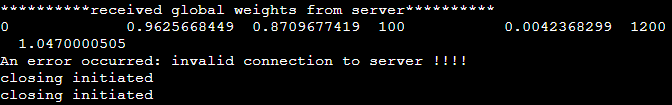 **********received global weights from server**********
0 0.9625668449 0.8709677419 100 0.0042368299 1200
1.0470000505
An error occurred: invalid connection to server !!!!
closing initiated
closing initiated